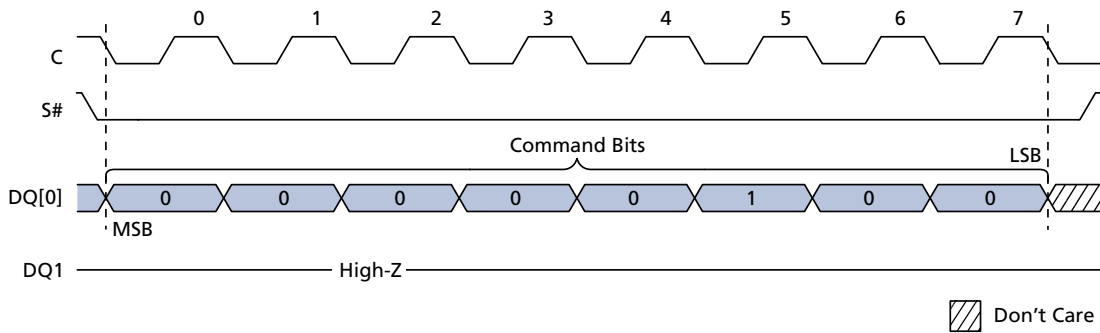 0 1 2 3 4 5 6 7
C
S#
Command Bits
LSB
DQ[0] 0 0 0 0 0 1 0 0
MSB
DQ1 High-Z
Don't Care